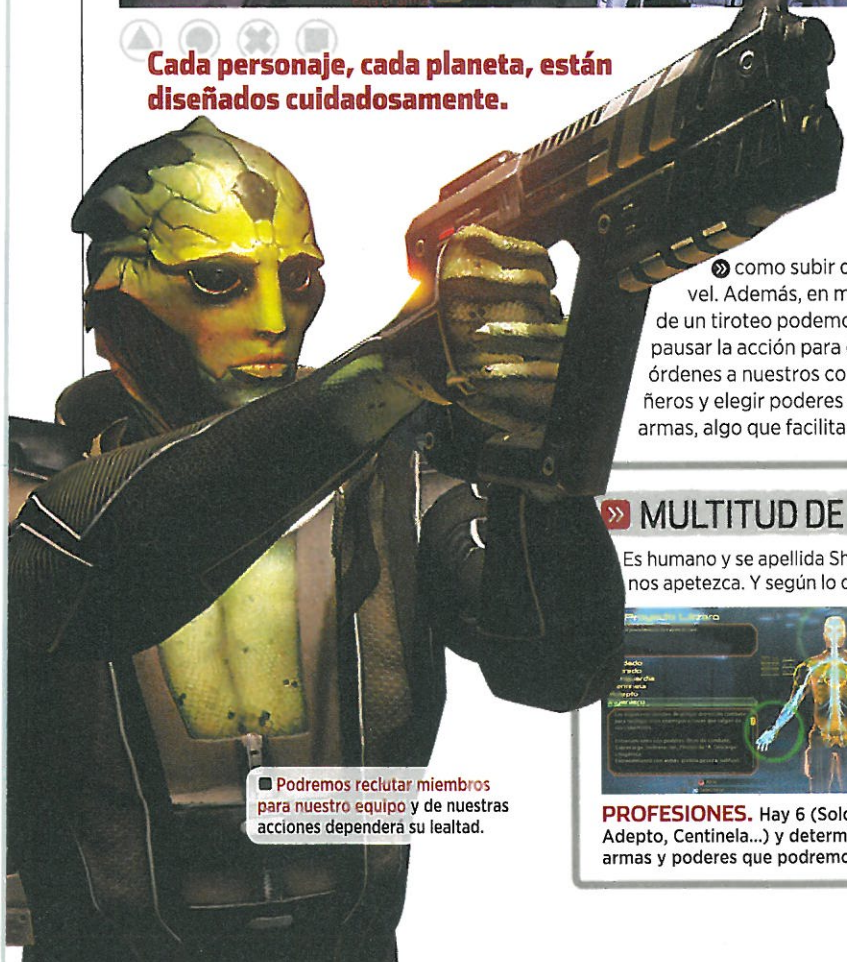 Cada personaje, cada planeta, están
diseñados cuidadosamente.
como subir d
vel. Además, en m
de un tiroteo podemo
pausar la acción para
órdenes a nuestros co
ñeros y elegir poderes
armas, algo que facilita
MULTITUD DE
Es humano y se apellida Sh
nos apetezca. Y según lo
Proyecto Lázaro
Podremos reclutar miembros
para nuestro equipo y de nuestras
acciones dependerá su lealtad.
PROFESIONES. Hay 6 (Sol
Adepto, Centinela...) y determ
armas y poderes que podremo